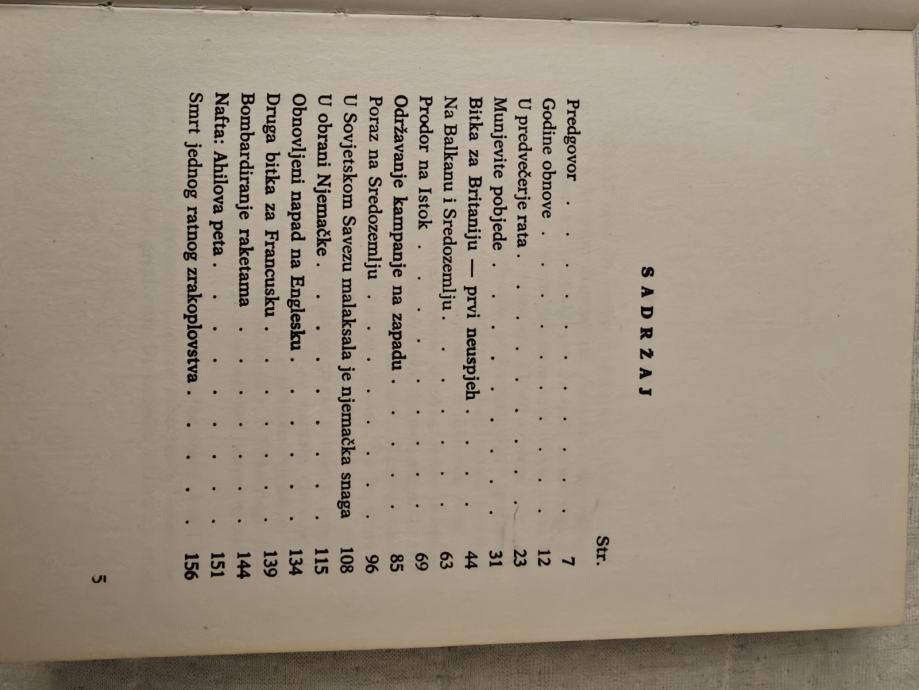 SADRŽAJ
Str.
Predgovor . . . . . . . 7
Godine obnove . . . . . . 12
U predvečerje rata . . . . . 23
Munjevite pobjede . . . . . 31
Bitka za Britaniju — prvi neuspjeh . . . 44
Na Balkanu i Sredozemlju . . . . 63
Prodor na Istok . . . . . . 69
Održavanje kampanje na zapadu . . . 85
Poraz na Sredozemlju . . . . . 96
U Sovjetskom Savezu malaksala je njemačka snaga 108
U obrani Njemačke . . . . . 115
Obnovljeni napad na Englesku . . . . 134
Druga bitka za Francusku . . . . 139
Bombardiranje raketama . . . . 144
Nafta: Ahilova peta . . . . . 151
Smrt jednog ratnog zrakoplovstva . . . 156
5